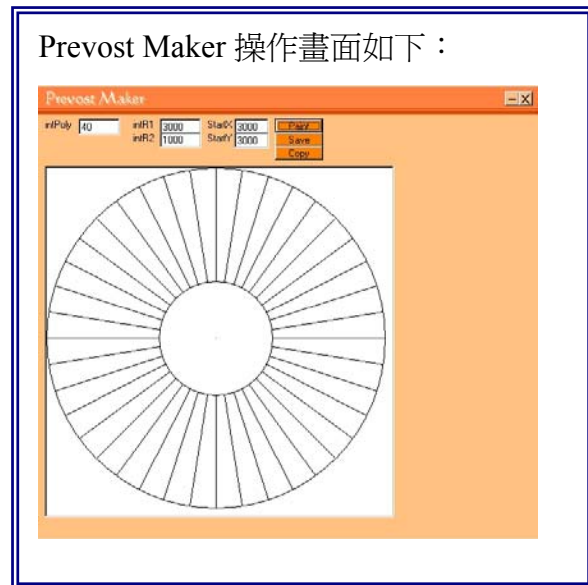 Prevost Maker 操作畫面如下：
Prevost Maker
intPoly 40 intR1 3000 StartX 3000 Paint
intR2 1000 StartY 3000 Save
Copy